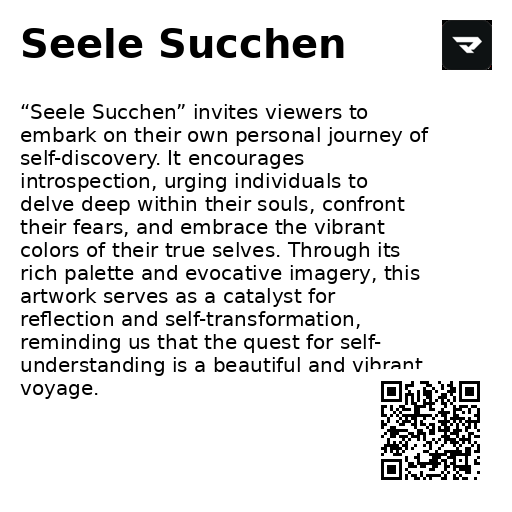 Seele Succhen
“Seele Succhen” invites viewers to
embark on their own personal journey of
self-discovery. It encourages
introspection, urging individuals to
delve deep within their souls, confront
their fears, and embrace the vibrant
colors of their true selves. Through its
rich palette and evocative imagery, this
artwork serves as a catalyst for
reflection and self-transformation,
reminding us that the quest for self-
understanding is a beautiful and vibrant
voyage.